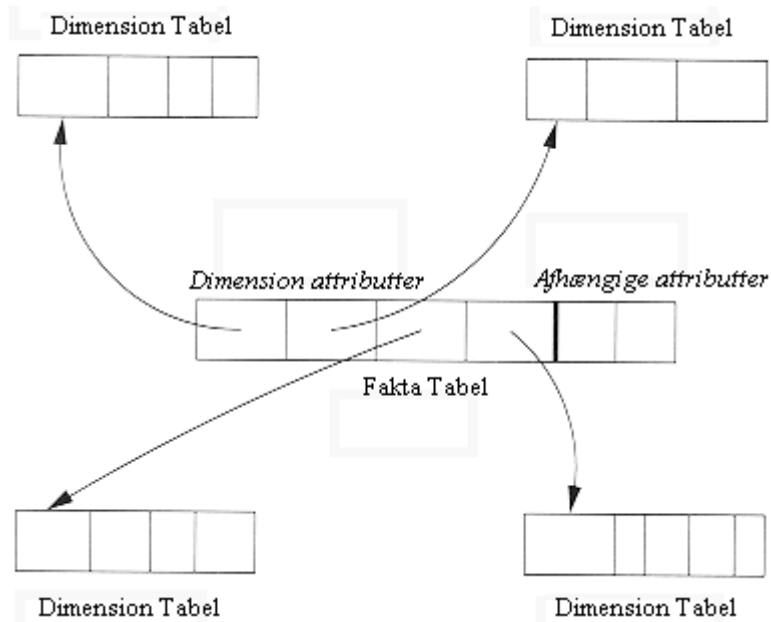 Dimension Tabel
Dimension Tabel
Dimension attributter
Afhængige attributter
Fakta Tabel
Dimension Tabel
Dimension Tabel